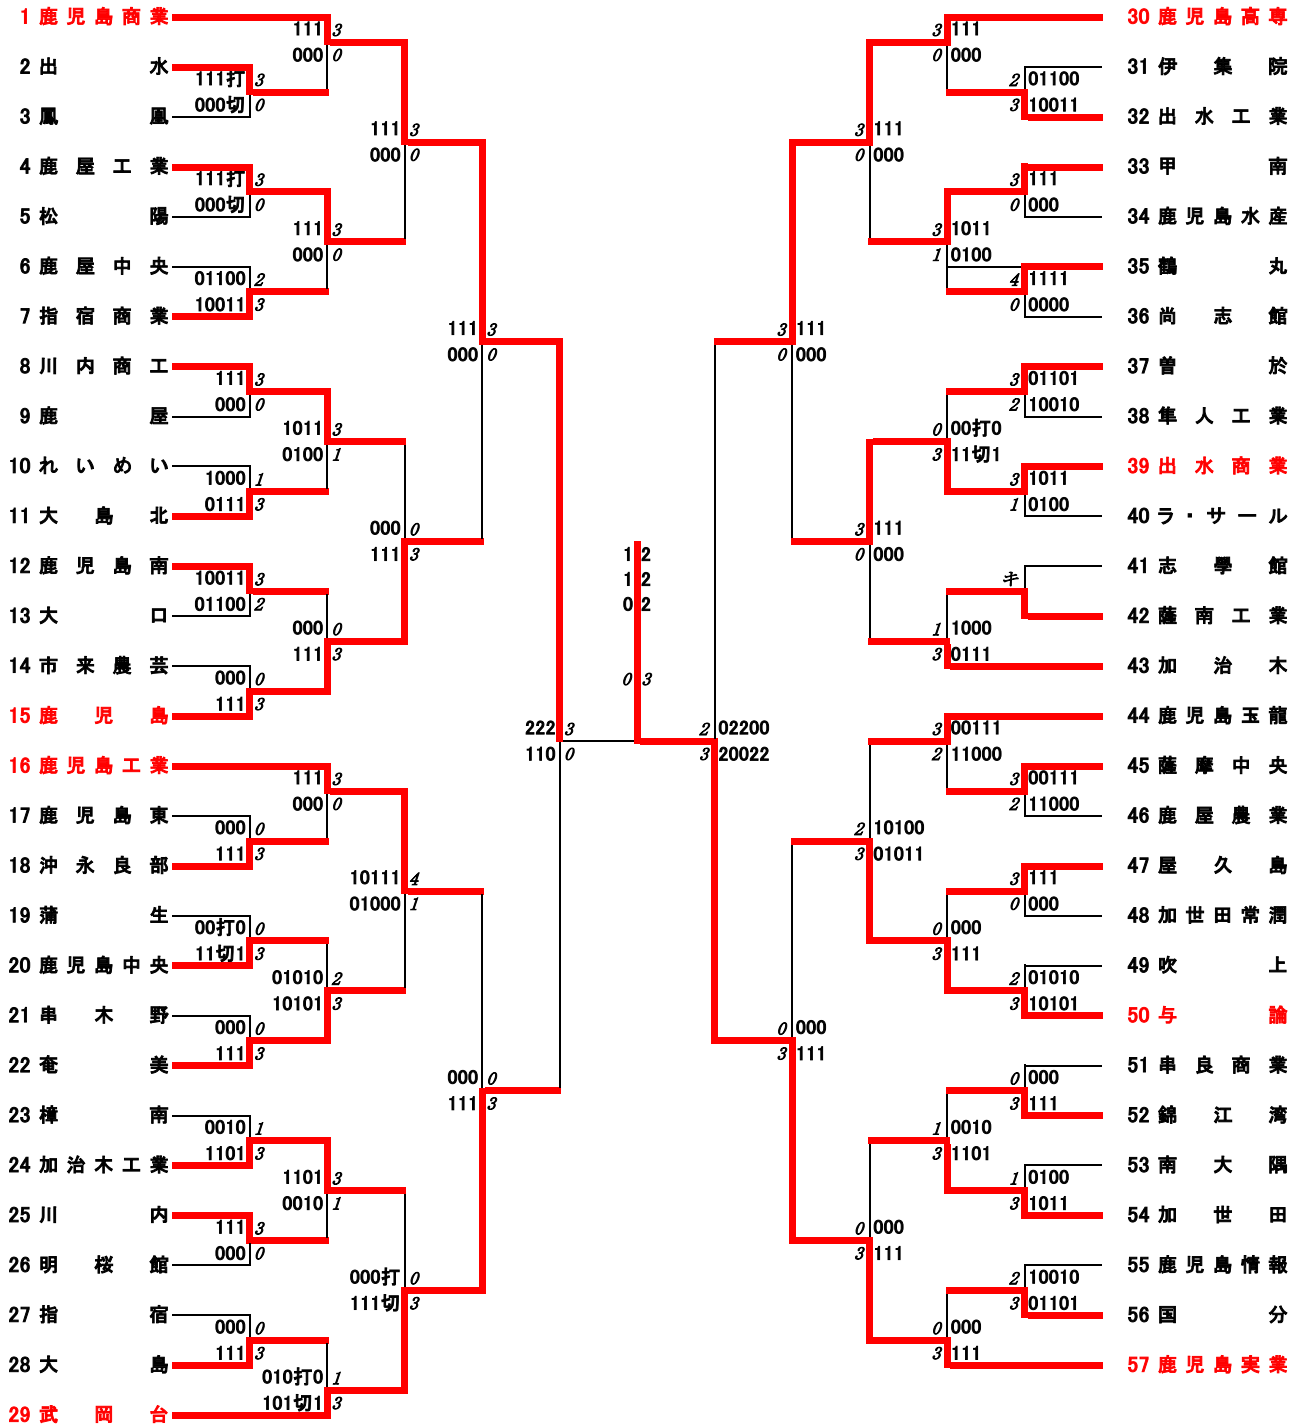 1 鹿児島商業
111 3
000 0
2 出水
111打 3
000切 0
3 鳳凰
111 3
000 0
4 鹿屋工業
111打 3
000切 0
5 松陽
111 3
000 0
6 鹿屋中央
01100 2
10011 3
7 指宿商業
111 3
000 0
8 川内商工
111 3
000 0
9 鹿屋
1011 3
0100 1
10 れいめい
1000 1
0111 3
11 大島北
000 0
111 3
12 鹿児島南
10011 3
01100 2
13 大口
000 0
111 3
14 市来農芸
000 0
111 3
15 鹿児島
222 3
110 0
16 鹿児島工業
111 3
000 0
17 鹿児島東
000 0
111 3
18 沖永良部
10111 4
01000 1
19 蒲生
00打0 0
11切1 3
20 鹿児島中央
01010 2
10101 3
21 串木野
000 0
111 3
22 奄美
000 0
111 3
23 樟南
0010 1
1101 3
24 加治木工業
1101 3
0010 1
25 川内
111 3
000 0
26 明桜館
000打 0
111切 3
27 指宿
000 0
111 3
28 大島
010打0 1
101切1 3
29 武岡台
1 2
1 2
0 2
0 3
30 鹿児島高専
3 111
0 000
31 伊集院
2 01100
3 10011
32 出水工業
3 111
0 000
33 甲南
3 111
0 000
34 鹿児島水産
3 1011
1 0100
35 鶴丸
4 1111
0 0000
36 尚志館
3 111
0 000
37 曽於
3 01101
2 10010
38 隼人工業
0 00打0
3 11切1
39 出水商業
3 1011
1 0100
40 ラ・サール
3 111
0 000
41 志學館
キ
42 薩南工業
1 1000
3 0111
43 加治木
2 02200
3 20022
44 鹿児島玉龍
3 00111
2 11000
45 薩摩中央
3 00111
2 11000
46 鹿屋農業
2 10100
3 01011
47 屋久島
3 111
0 000
48 加世田常潤
0 000
3 111
49 吹上
2 01010
3 10101
50 与論
0 000
3 111
51 串良商業
0 000
3 111
52 錦江湾
1 0010
3 1101
53 南大隅
1 0100
3 1011
54 加世田
0 000
3 111
55 鹿児島情報
2 10010
3 01101
56 国分
0 000
3 111
57 鹿児島実業